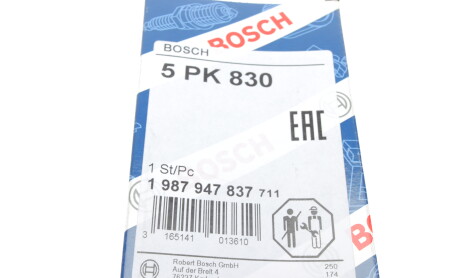 BOSCH
BOSCH
5 PK 830
EAC
BOSCH
1 St/Pc
1 987 947 837 711
3 165141 013610
Robert Bosch GmbH
Auf der Breit 4
250
174